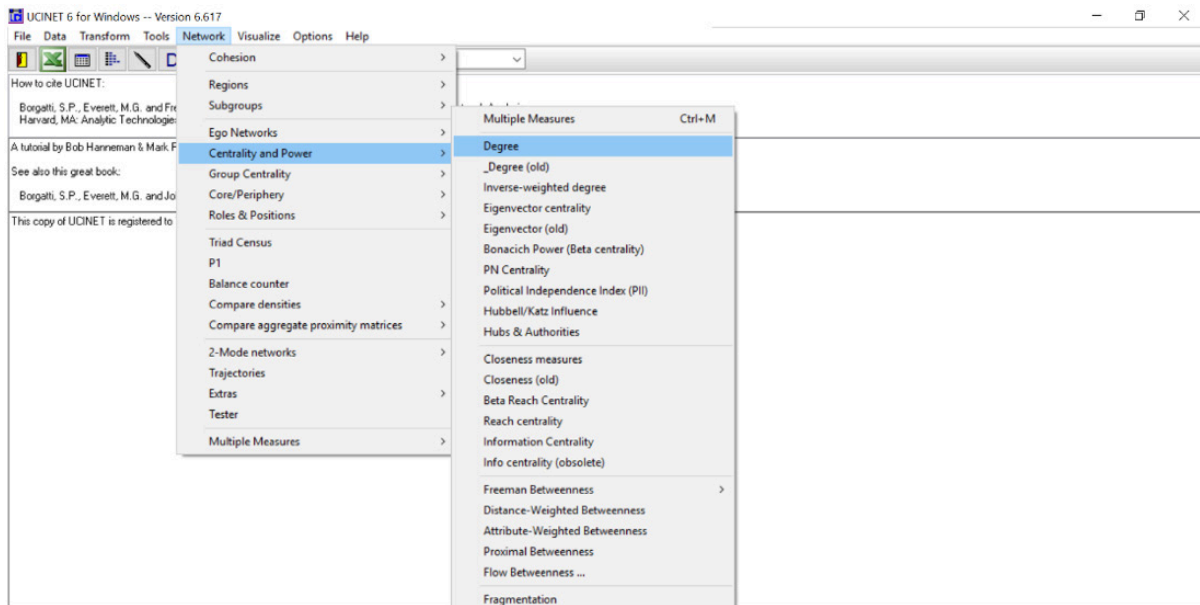 UCINET 6 for Windows -- Version 6.617
File Data Transform Tools Network Visualize Options Help
How to cite UCINET:
Borgatti, S.P., Everett, M.G. and
Harvard, MA: Analytic
A tutorial by Bob Hanneman & Mark
See also this great book:
Borgatti, S.P., Everett, M.G. and
This copy of UCINET is registered to
Cohesion
Regions
Subgroups
Ego Networks
Centrality and Power
Group Centrality
Core/Periphery
Roles & Positions
Triad Census
P1
Balance counter
Compare densities
Compare aggregate proximity matrices
2-Mode networks
Trajectories
Extras
Tester
Multiple Measures
Multiple Measures Ctrl+M
Degree
_Degree (old)
Inverse-weighted degree
Eigenvector centrality
Eigenvector (old)
Bonacich Power (Beta centrality)
PN Centrality
Political Independence Index (PII)
Hubbell/Katz Influence
Hubs & Authorities
Closeness measures
Closeness (old)
Beta Reach Centrality
Reach centrality
Information Centrality
Info centrality (obsolete)
Freeman Betweenness
Distance-Weighted Betweenness
Attribute-Weighted Betweenness
Proximal Betweenness
Flow Betweenness ...
Fragmentation